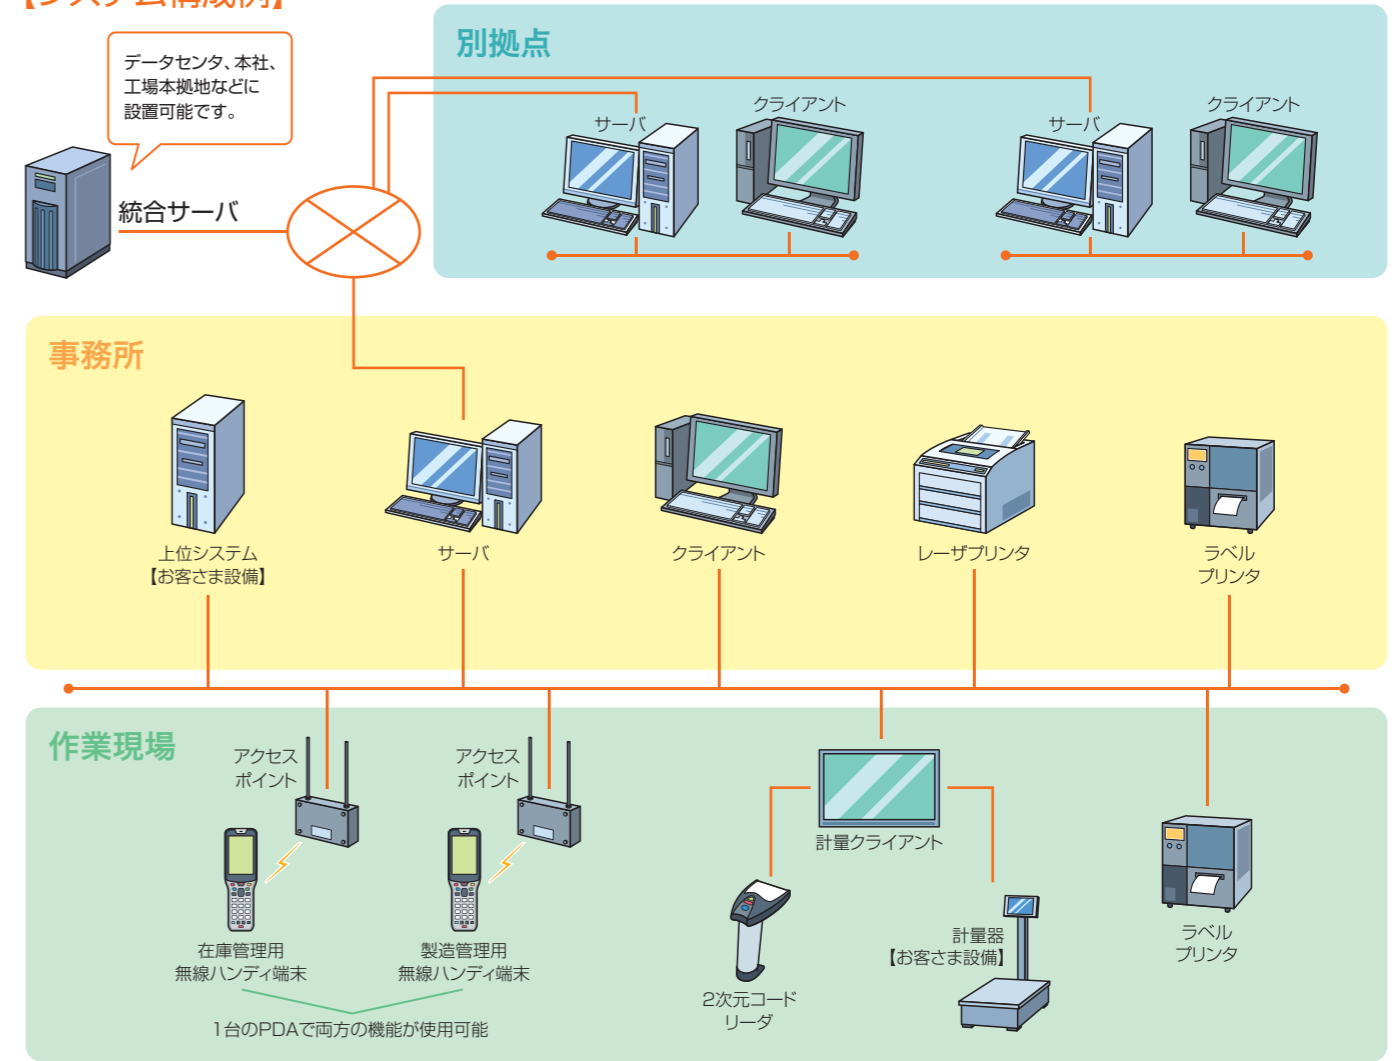 【システム構成例】
データセンタ、本社、
工場本拠地などに
設置可能です。
統合サーバ
別拠点
サーバ
クライアント
サーバ
クライアント
事務所
上位システム
【お客さま設備】
サーバ
クライアント
レーザプリンタ
ラベル
プリンタ
作業現場
アクセス
ポイント
アクセス
ポイント
計量クライアント
在庫管理用
無線ハンディ端末
製造管理用
無線ハンディ端末
1台のPDAで両方の機能が使用可能
2次元コード
リーダ
計量器
【お客さま設備】
ラベル
プリンタ